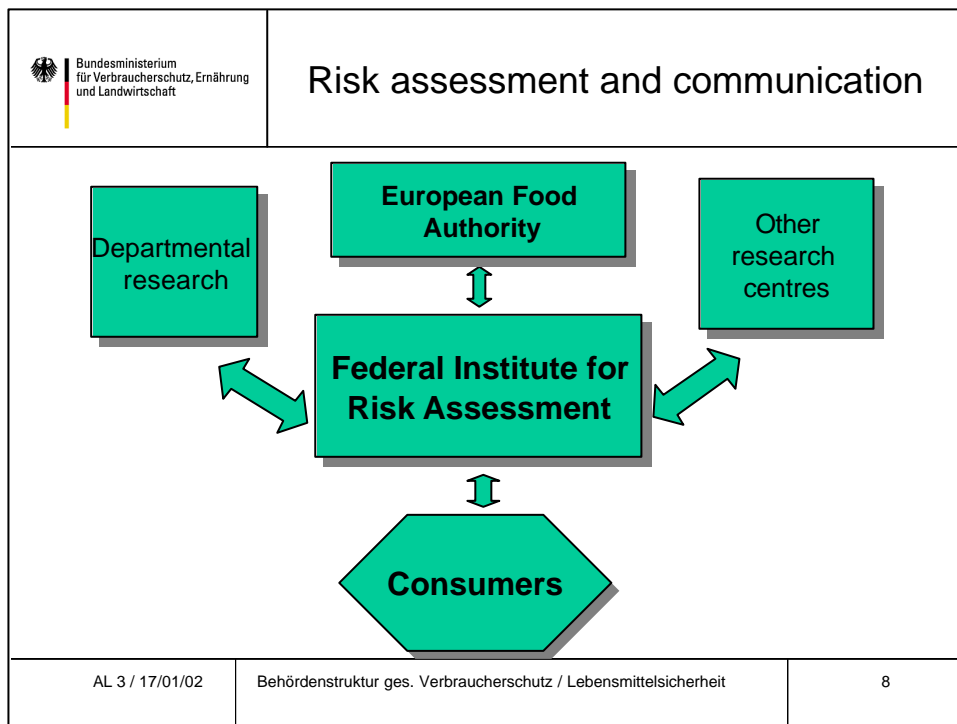 Bundesministerium
für Verbraucherschutz, Ernährung
und Landwirtschaft
Risk assessment and communication
European Food
Authority
Departmental
research
Other
research
centres
Federal Institute for
Risk Assessment
Consumers
AL 3 / 17/01/02
Behördenstruktur ges. Verbraucherschutz / Lebensmittelsicherheit
8